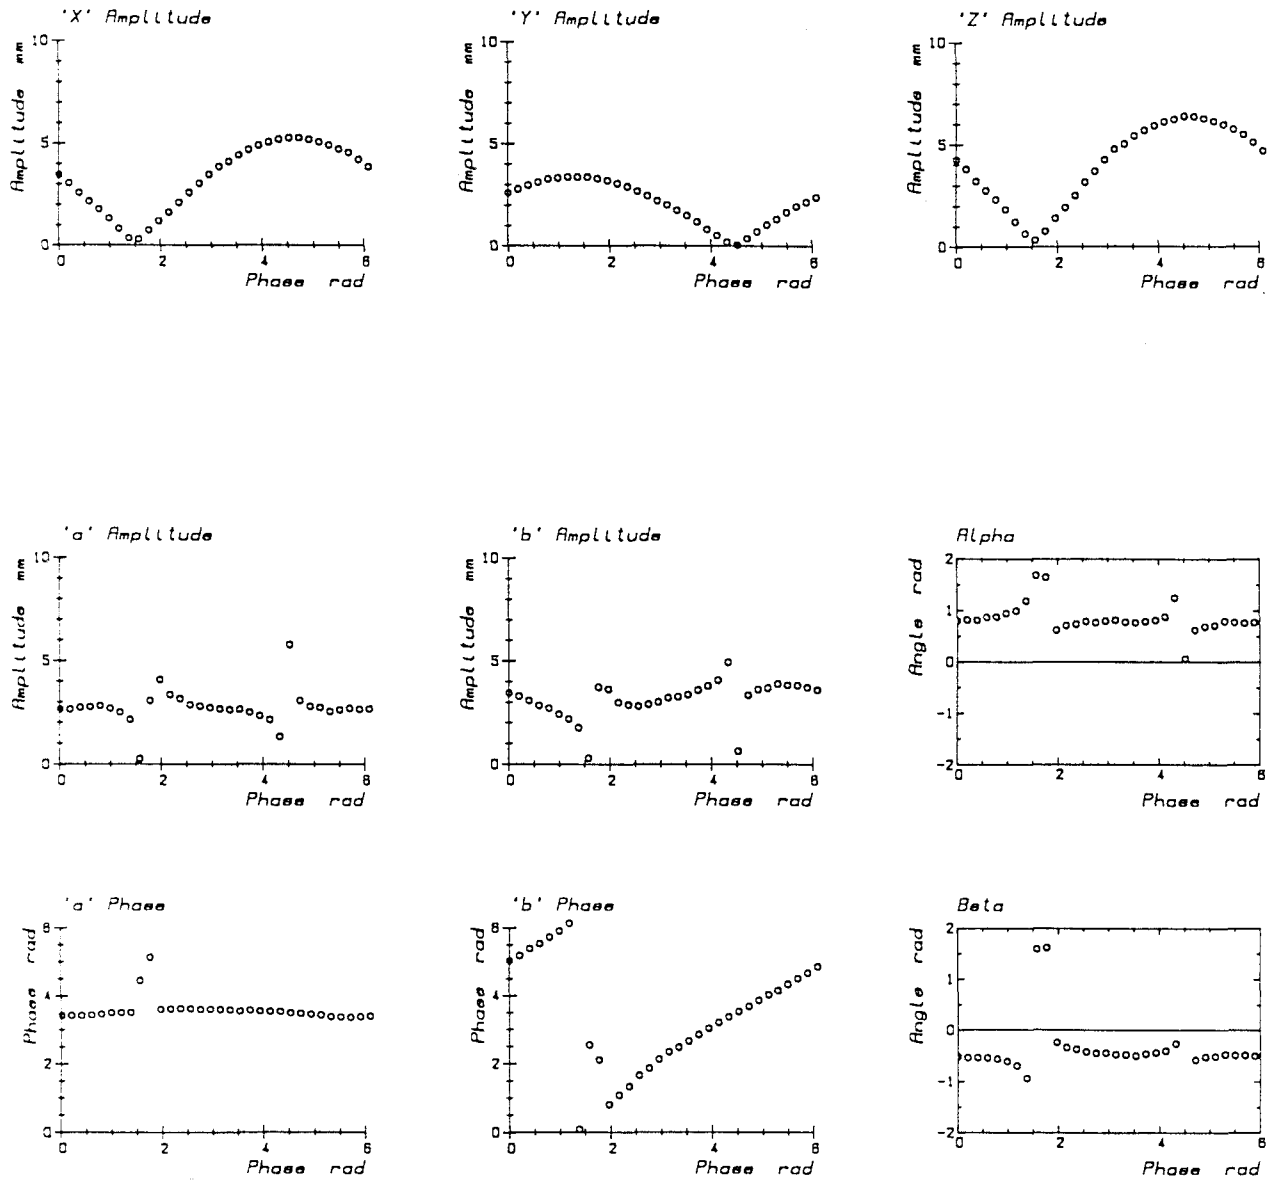 'X' Amplitude
10
5
0
Amplitude mm
0 2 4 6
Phase rad
'Y' Amplitude
10
5
0
Amplitude mm
0 2 4 6
Phase rad
'Z' Amplitude
10
5
0
Amplitude mm
0 2 4 6
Phase rad
'a' Amplitude
10
5
0
Amplitude mm
0 2 4 6
Phase rad
'b' Amplitude
10
5
0
Amplitude mm
0 2 4 6
Phase rad
Alpha
2
1
0
-1
-2
Angle rad
0 2 4 6
Phase rad
'a' Phase
6
4
2
0
Phase rad
0 2 4 6
Phase rad
'b' Phase
6
4
2
0
Phase rad
0 2 4 6
Phase rad
Beta
2
1
0
-1
-2
Angle rad
0 2 4 6
Phase rad